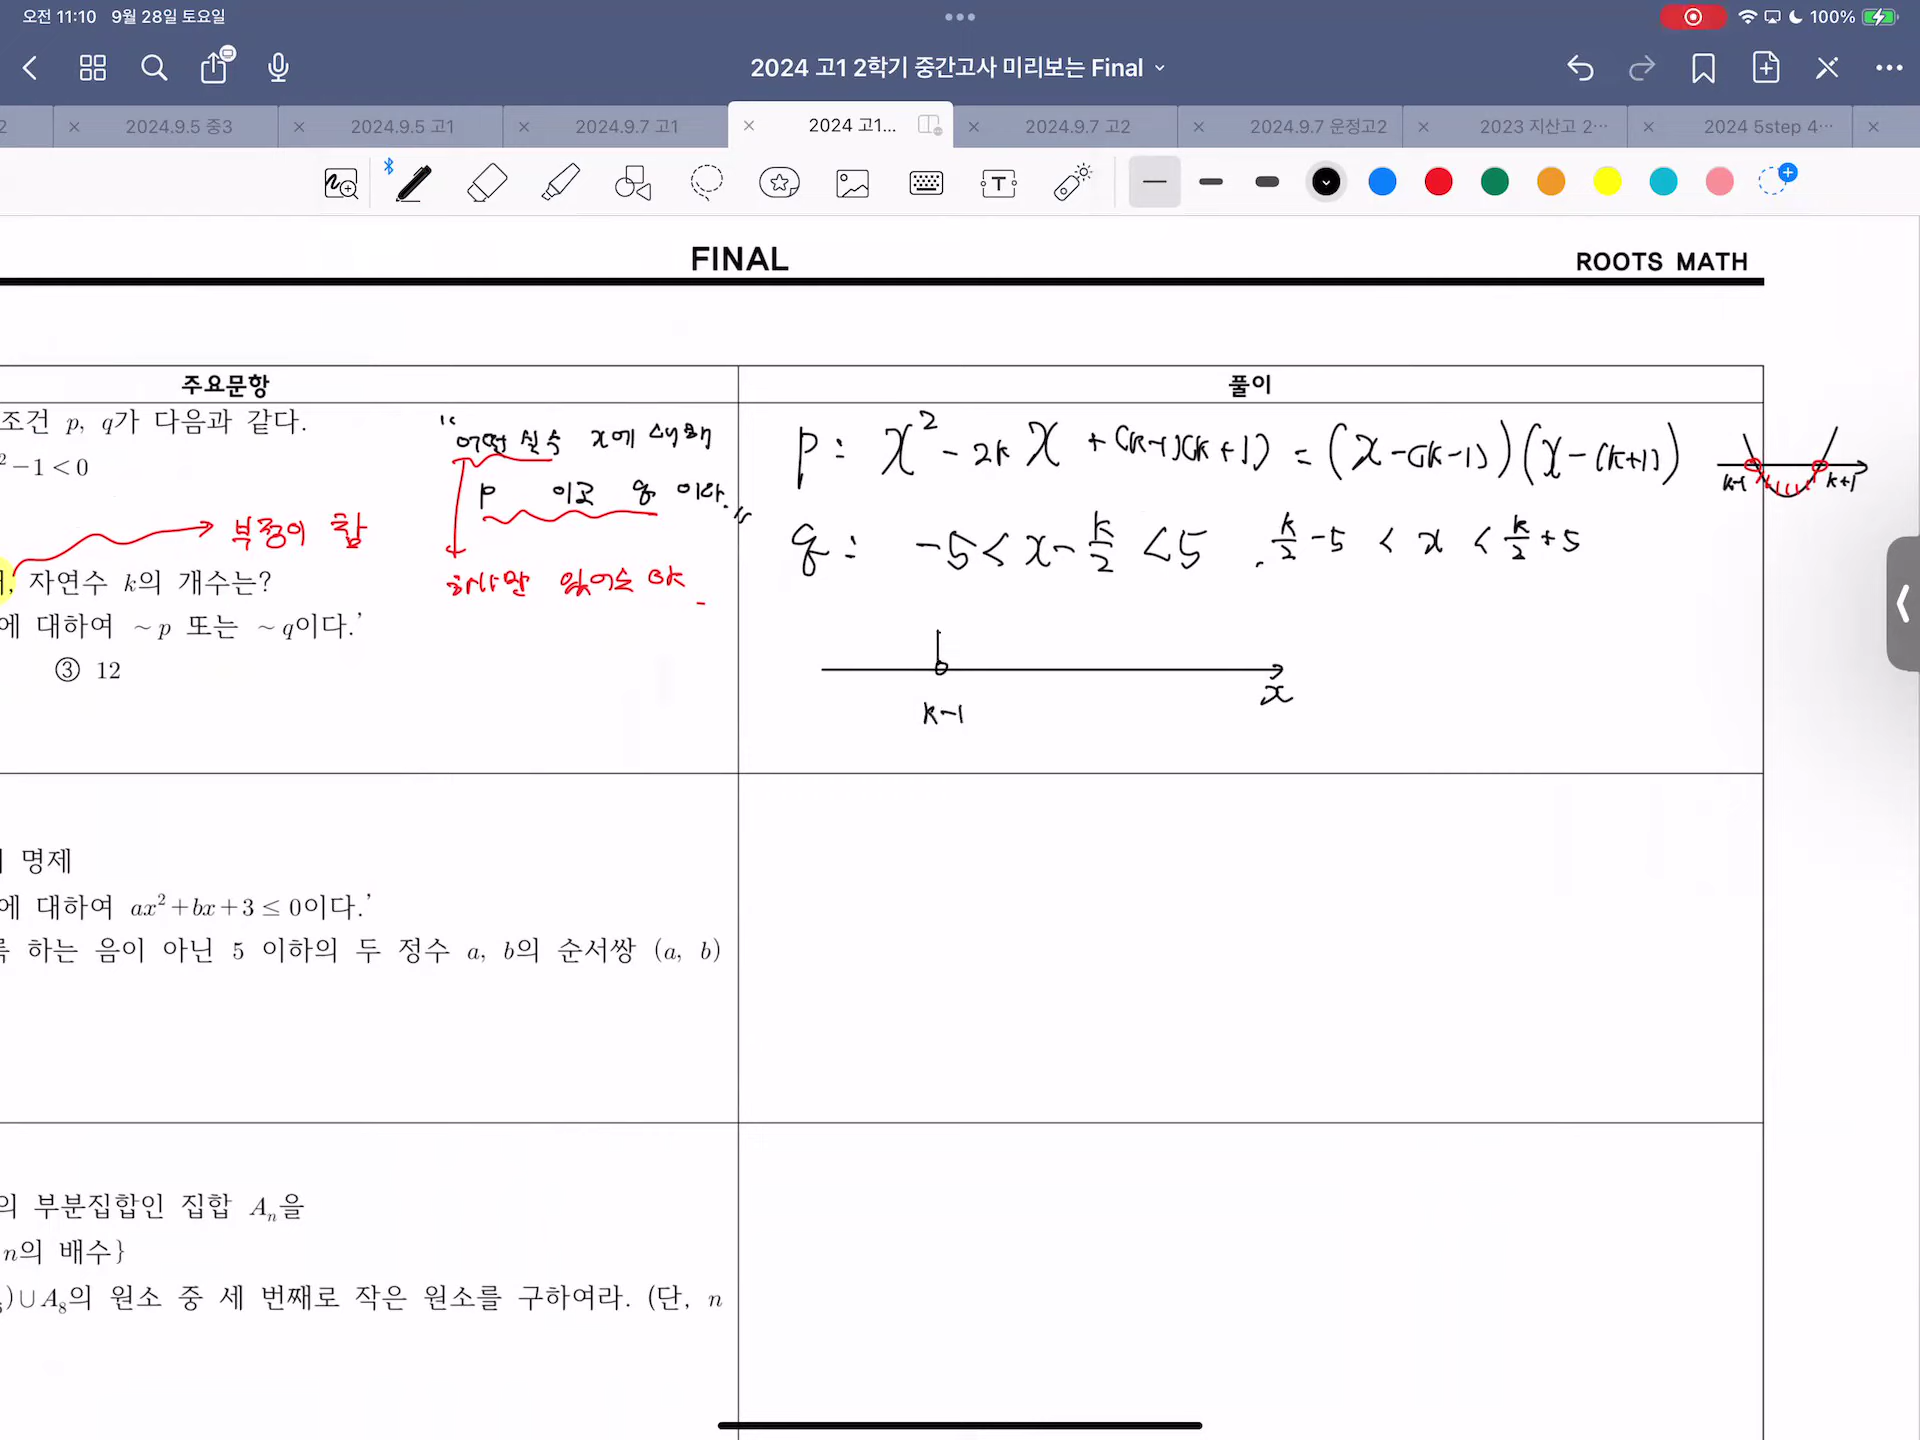 오전 11:10 9월 28일 토요일
100%
2024 고1 2학기 중간고사 미리보는 Final
2
2024.9.5 중3
2024.9.5 고1
2024.9.7 고1
2024 고1...
2024.9.7 고2
2024.9.7 운정고2
2023 지산고 2...
2024 5step 4...
FINAL
ROOTS MATH
주요문항
풀이
조건 p, q가 다음과 같다.
² − 1 < 0
부정이 참
자연수 k의 개수는?
에 대하여 ~p 또는 ~q이다.’
③ 12
“어떤 실수 x에 대해
p 이고 q 이다.”
하나만 있어도 OK
p : x² − 2k x + (k−1)(k+1) = (x−(k−1))(x−(k+1))
k−1 k+1
q : −5 < x − k/2 < 5 k/2 − 5 < x < k/2 + 5
x
k−1
명제
에 대하여 ax² + bx + 3 ≤ 0이다.’
록 하는 음이 아닌 5 이하의 두 정수 a, b의 순서쌍 (a, b)
의 부분집합인 집합 Aₙ을
n의 배수}
)∪A₈의 원소 중 세 번째로 작은 원소를 구하여라. (단, n